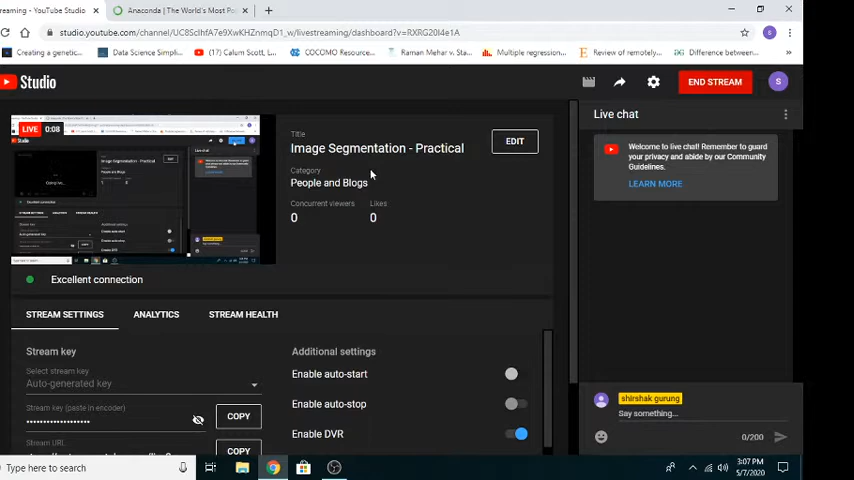 reaming - YouTube Studio × Anaconda | The World's Most Po × +
studio.youtube.com/channel/UC8ScIhfA7e9XwKHZnmqD1_w/livestreaming/dashboard?v=RXRG20I4e1A
Creating a genetic... Data Science Simplif... (17) Calum Scott, L... COCOMO Resource... Raman Mehar vs. Sta... Multiple regression... Review of remotely... Difference between...
Studio
END STREAM
S
LIVE 0:08
Title
Image Segmentation - Practical
EDIT
Category
People and Blogs
Concurrent viewers Likes
0 0
Excellent connection
STREAM SETTINGS ANALYTICS STREAM HEALTH
Stream key
Select stream key
Auto-generated key
Stream key (paste in encoder)
COPY
Stream URL
COPY
Additional settings
Enable auto-start
Enable auto-stop
Enable DVR
Live chat
Welcome to live chat! Remember to guard
your privacy and abide by our Community
Guidelines.
LEARN MORE
shirshak gurung
Say something...
0/200
Type here to search
3:07 PM
5/7/2020